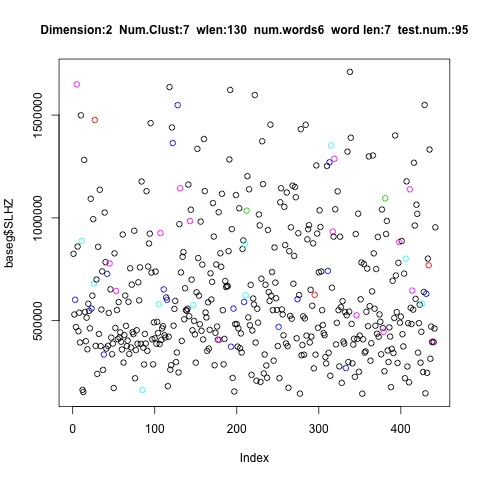 Dimension:2 Num.Clust:7 wlen:130 num.words6 word len:7 test.num.:95
1500000
1000000
500000
baseg$SLHZ
0 100 200 300 400
Index